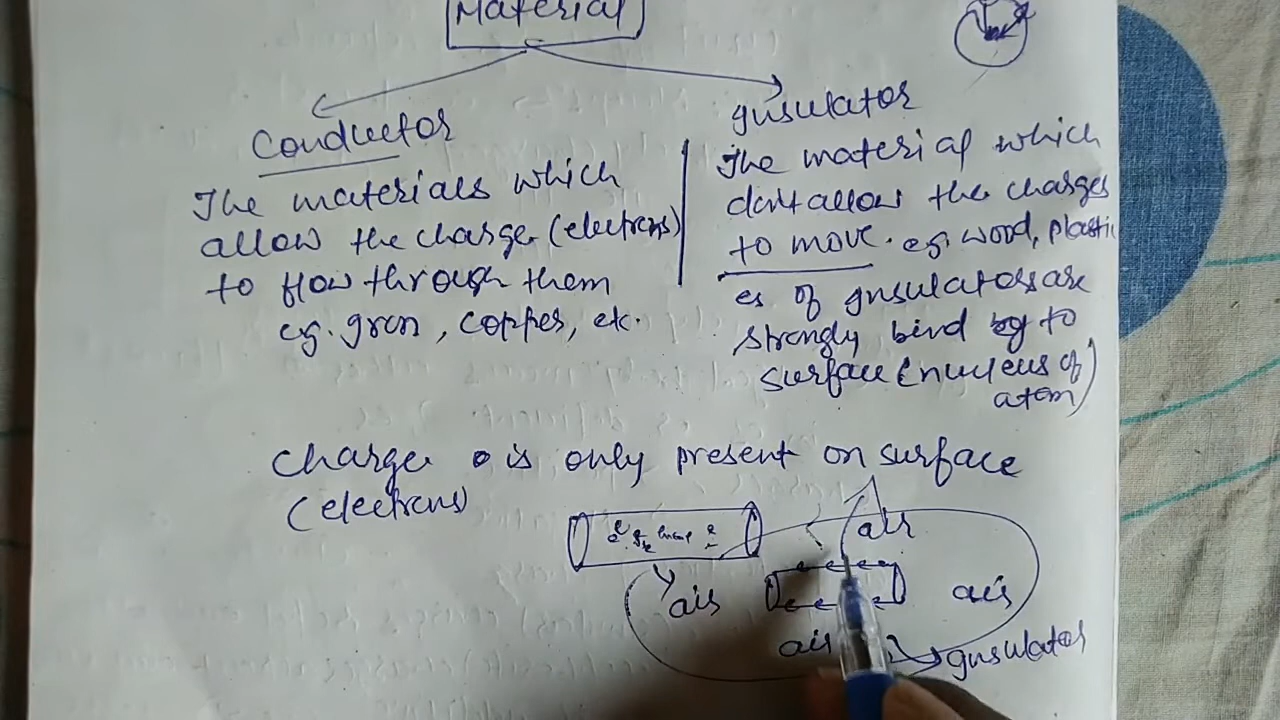 Material
Conductor
The materials which
allow the charge (electrons)
to flow through them
eg. Iron, copper, etc.
Insulator
The material which
don't allow the charges
to move. eg. wood, plastic
es of Insulators are
strongly bind to
surface (nucleus of
atom)
Charge is only present on surface
(electrons)
air
air
air
air
Insulator